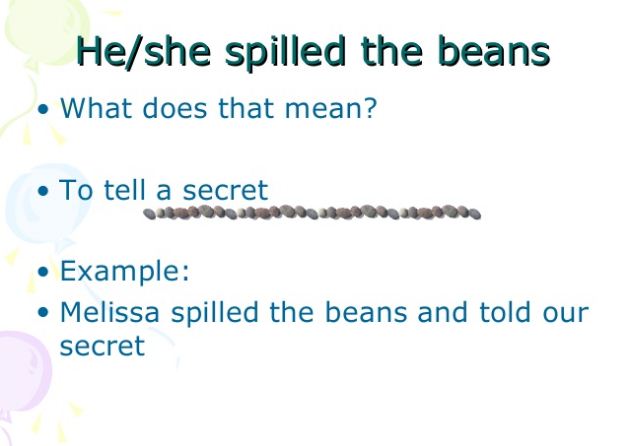 He/she spilled the beans
• What does that mean?
• To tell a secret
• Example:
• Melissa spilled the beans and told our
secret